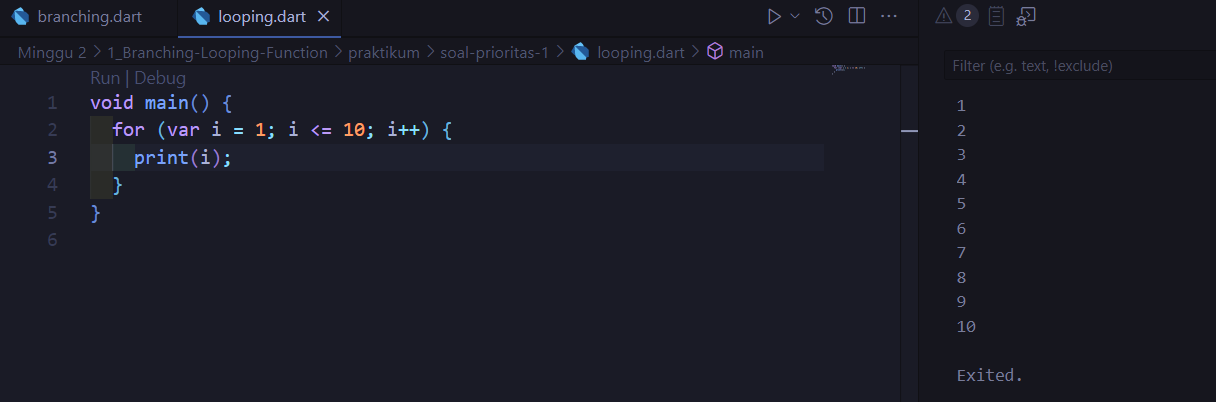 branching.dart
looping.dart
2
Minggu 2 > 1_Branching-Looping-Function > praktikum > soal-prioritas-1 > looping.dart > main
Filter (e.g. text, !exclude)
Run | Debug
1 void main() {
2 for (var i = 1; i <= 10; i++) {
3 print(i);
4 }
5 }
6
1
2
3
4
5
6
7
8
9
10
Exited.